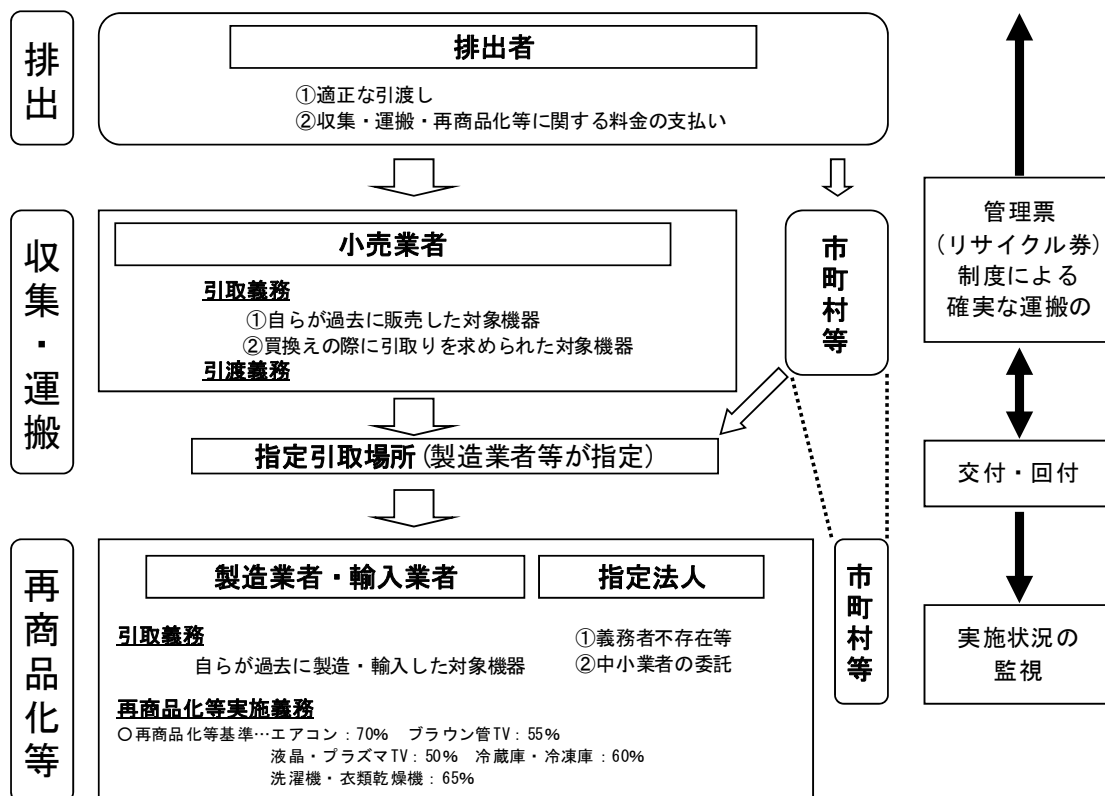 排出
排出者
①適正な引渡し
②収集・運搬・再商品化等に関する料金の支払い
収集・運搬
小売業者
引取義務
①自らが過去に販売した対象機器
②買換えの際に引取りを求められた対象機器
引渡義務
市町村等
管理票
(リサイクル券)
制度による
確実な運搬の
指定引取場所 (製造業者等が指定)
交付・回付
再商品化等
製造業者・輸入業者
指定法人
引取義務
自らが過去に製造・輸入した対象機器
①義務者不存在等
②中小業者の委託
再商品化等実施義務
〇再商品化等基準…エアコン：70% ブラウン管TV：55%
液晶・プラズマTV：50% 冷蔵庫・冷凍庫：60%
洗濯機・衣類乾燥機：65%
市町村等
実施状況の
監視